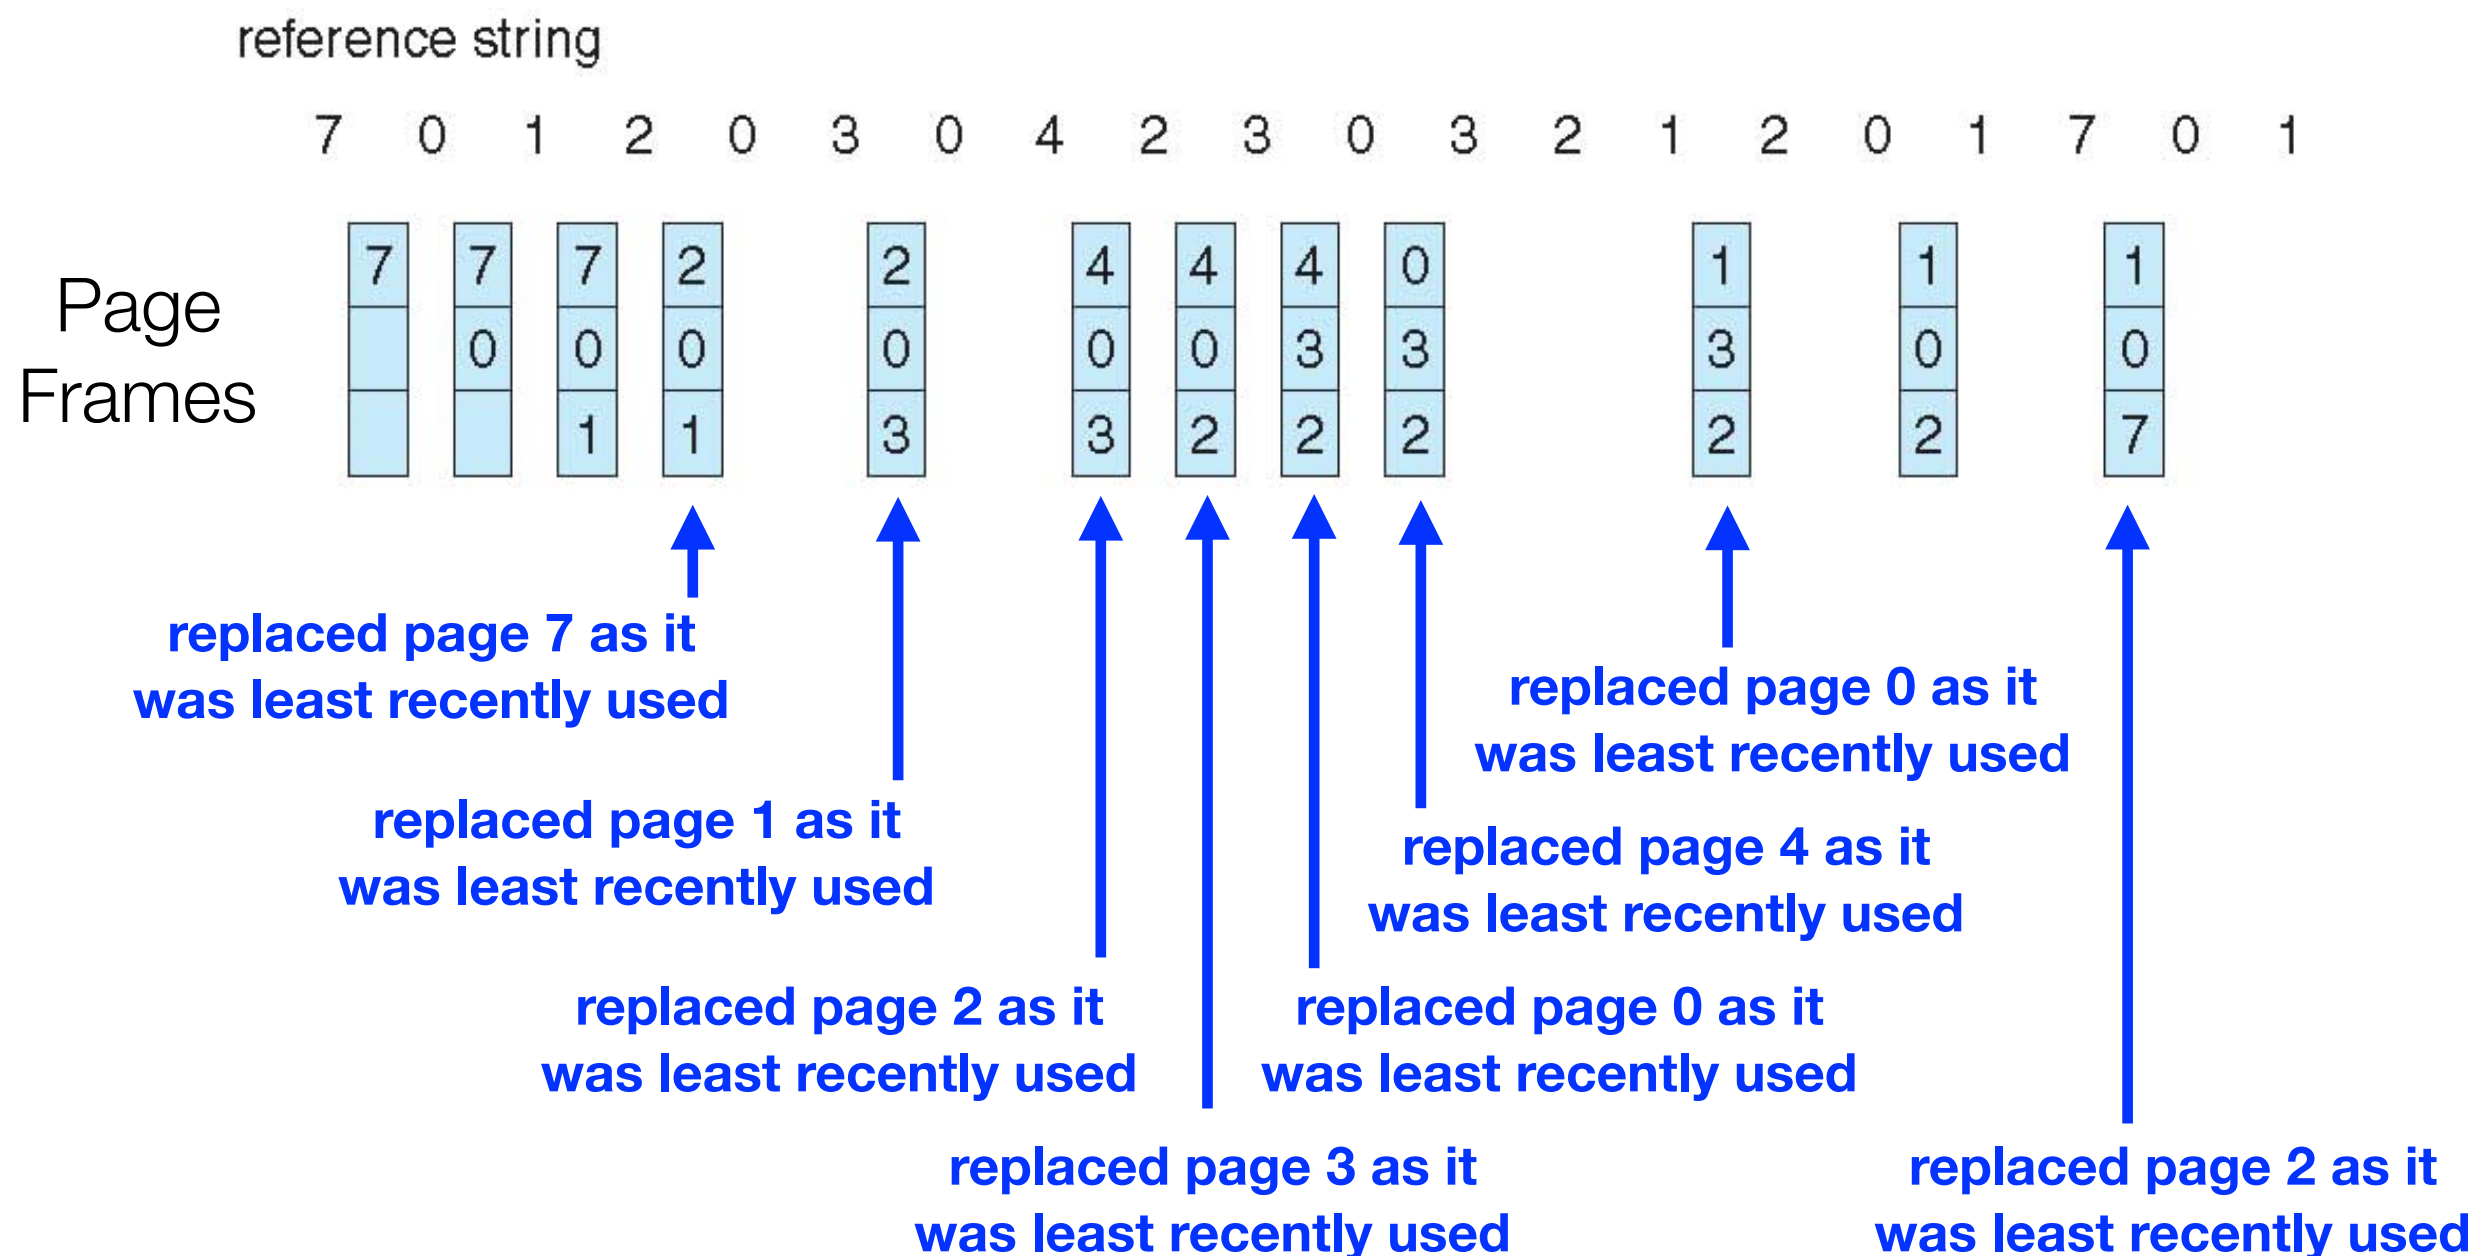 reference string
7 0 1 2 0 3 0 4 2 3 0 3 2 1 2 0 1 7 0 1
Page
Frames
7 7 7 2 2 4 4 4 0 1 1 1
0 0 0 0 0 0 3 3 3 0 0
1 1 3 3 2 2 2 2 2 7
replaced page 7 as it
was least recently used
replaced page 1 as it
was least recently used
replaced page 2 as it
was least recently used
replaced page 3 as it
was least recently used
replaced page 0 as it
was least recently used
replaced page 4 as it
was least recently used
replaced page 0 as it
was least recently used
replaced page 2 as it
was least recently used